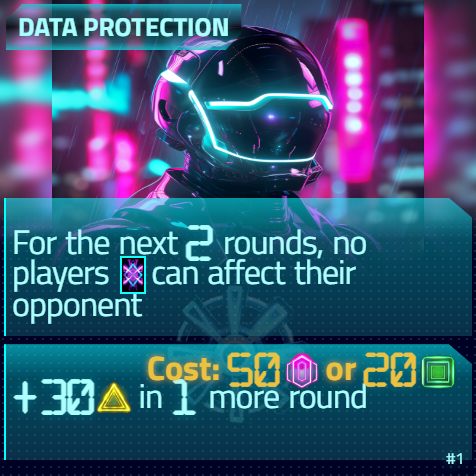 DATA PROTECTION
For the next 2 rounds, no
players can affect their
opponent
Cost: 50 or 20
+30 in 1 more round
#1